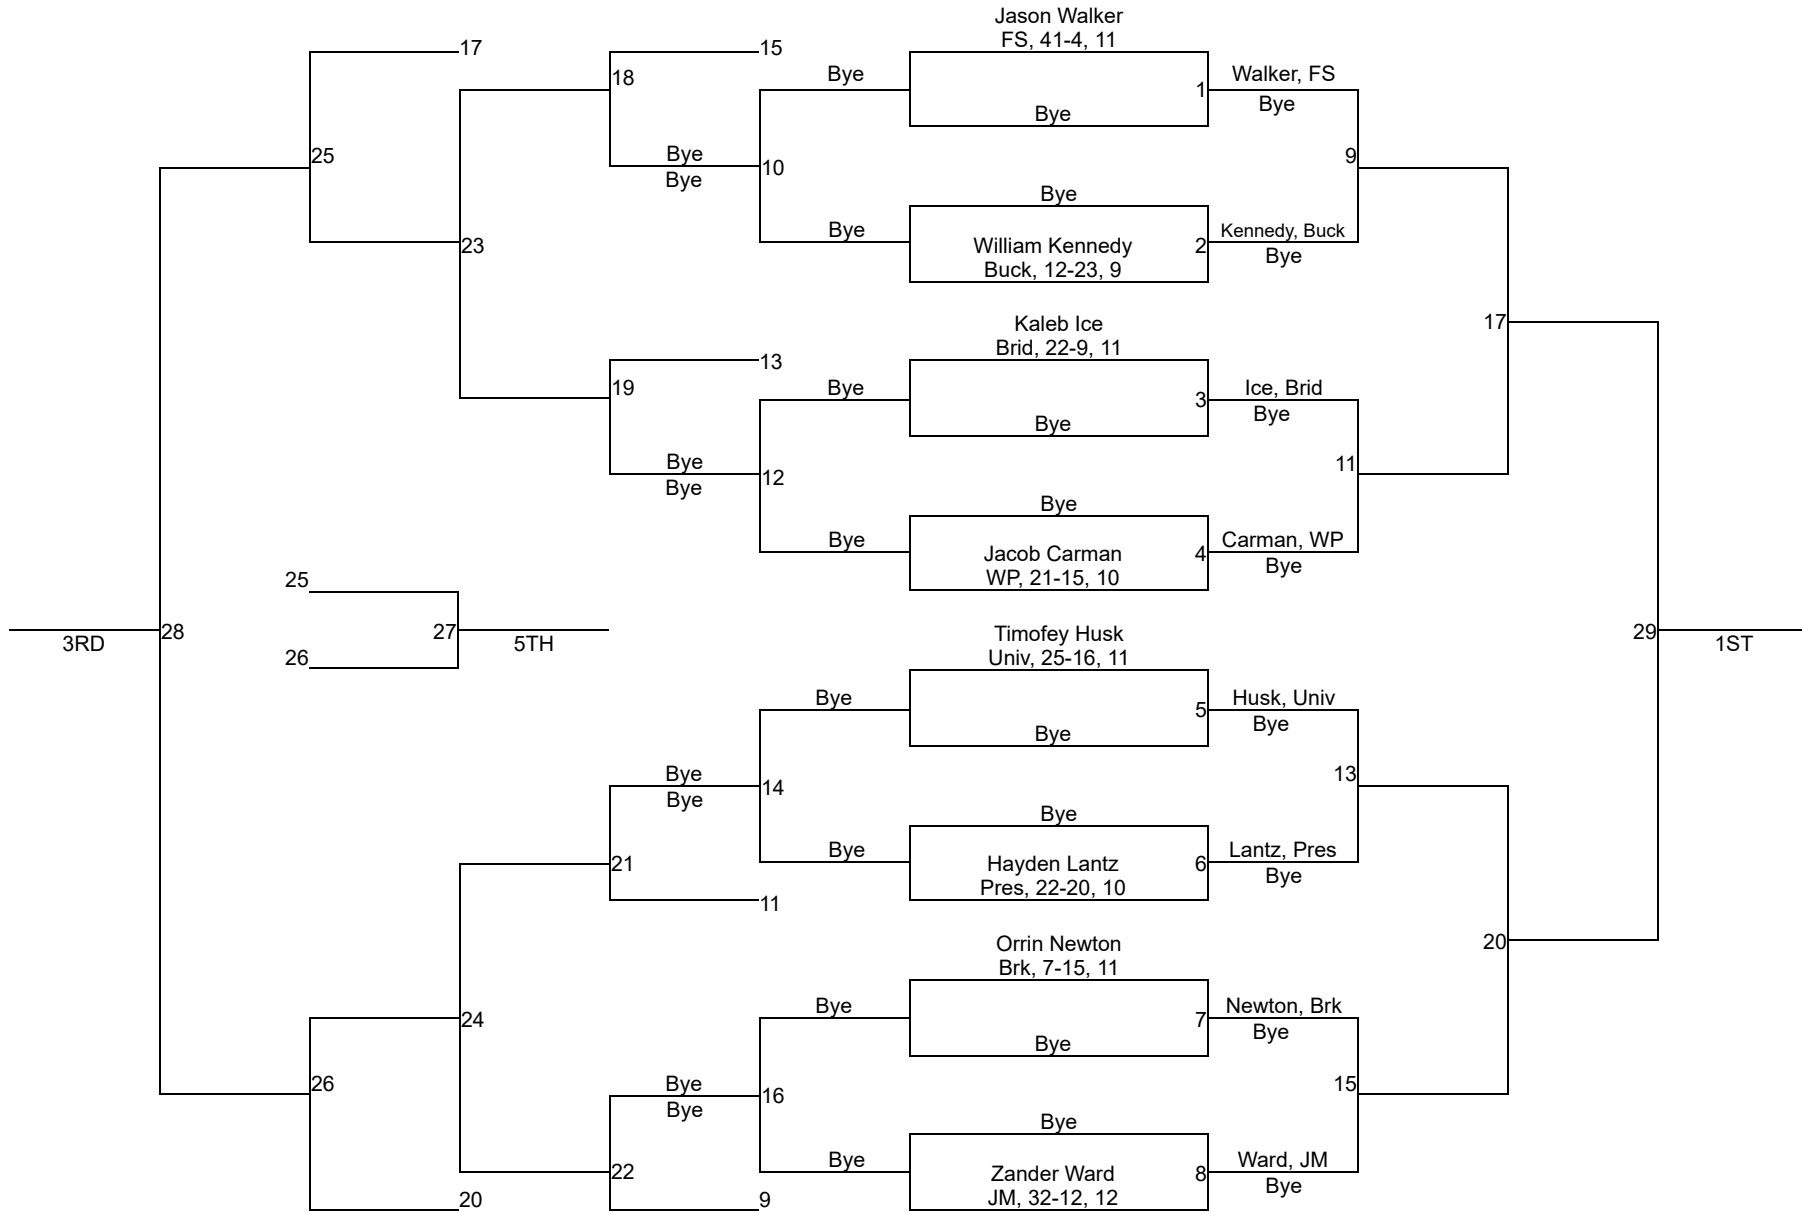 Jason Walker
FS, 41-4, 11
17
15
Bye
Walker, FS
18
1
Bye
Bye
Bye
Bye
10
25
9
Bye
Bye
Bye
William Kennedy
Buck, 12-23, 9
2
Kennedy, Buck
Bye
23
Kaleb Ice
Brid, 22-9, 11
17
13
19
Bye
3
Ice, Brid
Bye
Bye
Bye
Bye
12
11
Bye
Bye
Jacob Carman
WP, 21-15, 10
4
Carman, WP
Bye
25
27
26
5TH
3RD
28
29
1ST
Timofey Husk
Univ, 25-16, 11
Bye
5
Husk, Univ
Bye
Bye
Bye
Bye
14
13
Bye
Bye
Hayden Lantz
Pres, 22-20, 10
6
Lantz, Pres
Bye
21
11
20
Orrin Newton
Brk, 7-15, 11
Bye
7
Newton, Brk
Bye
Bye
24
26
Bye
Bye
16
15
Bye
Bye
Zander Ward
JM, 32-12, 12
8
Ward, JM
Bye
22
20
9